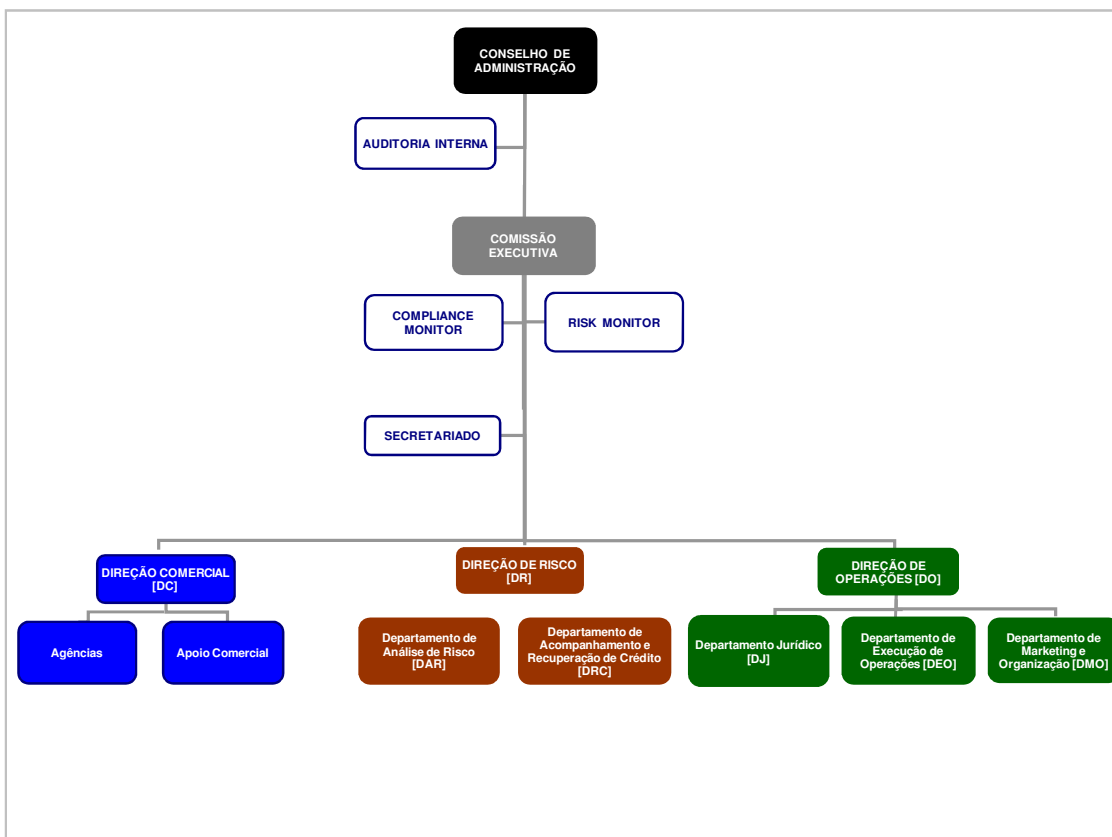 CONSELHO DE
ADMINISTRAÇÃO
AUDITORIA INTERNA
COMISSÃO
EXECUTIVA
COMPLIANCE
MONITOR
RISK MONITOR
SECRETARIADO
DIREÇÃO COMERCIAL
[DC]
DIREÇÃO DE RISCO
[DR]
DIREÇÃO DE
OPERAÇÕES [DO]
Agências
Apoio Comercial
Departamento de
Análise de Risco
[DAR]
Departamento de
Acompanhamento e
Recuperação de Crédito
[DRC]
Departamento Jurídico
[DJ]
Departamento de
Execução de
Operações [DEO]
Departamento de
Marketing e
Organização [DMO]